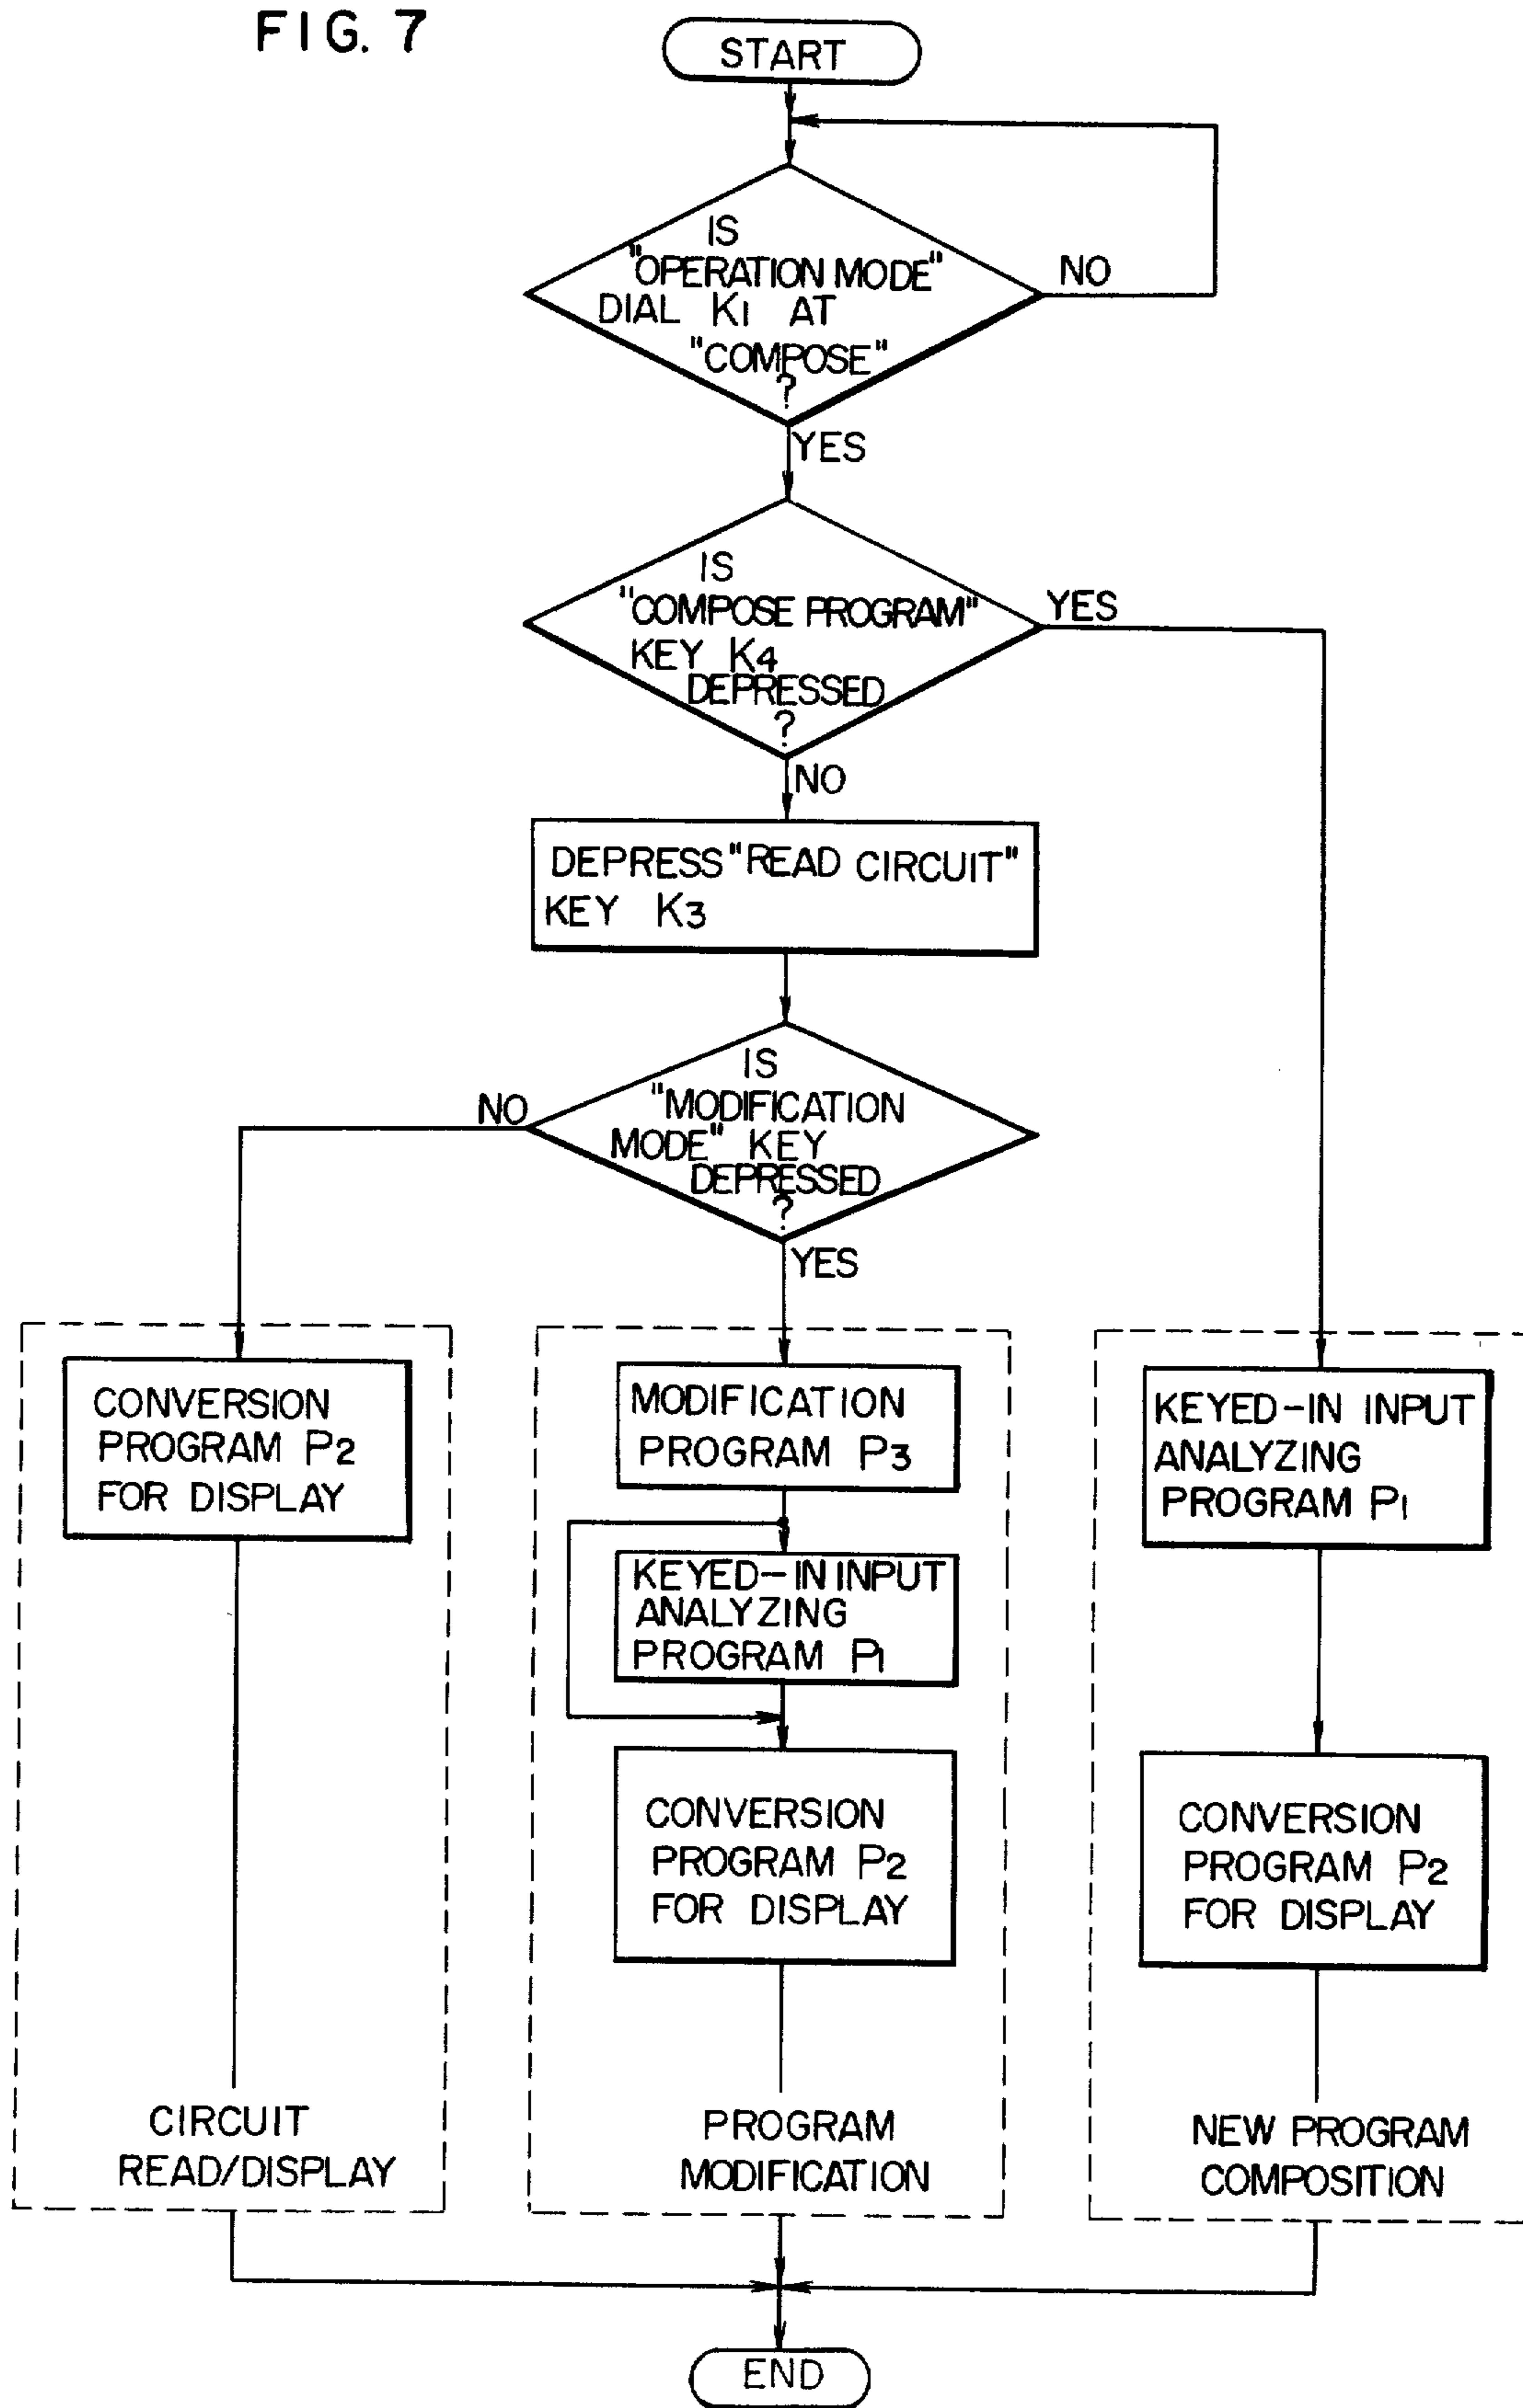 FIG. 7
START
IS
"OPERATION MODE"
DIAL K1 AT
"COMPOSE"
?
NO
YES
IS
"COMPOSE PROGRAM"
KEY K4
DEPRESSED
?
YES
NO
DEPRESS "READ CIRCUIT"
KEY K3
IS
"MODIFICATION
MODE" KEY
DEPRESSED
?
NO
YES
CONVERSION
PROGRAM P2
FOR DISPLAY
CIRCUIT
READ/DISPLAY
MODIFICATION
PROGRAM P3
KEYED-IN INPUT
ANALYZING
PROGRAM P1
CONVERSION
PROGRAM P2
FOR DISPLAY
PROGRAM
MODIFICATION
KEYED-IN INPUT
ANALYZING
PROGRAM P1
CONVERSION
PROGRAM P2
FOR DISPLAY
NEW PROGRAM
COMPOSITION
END